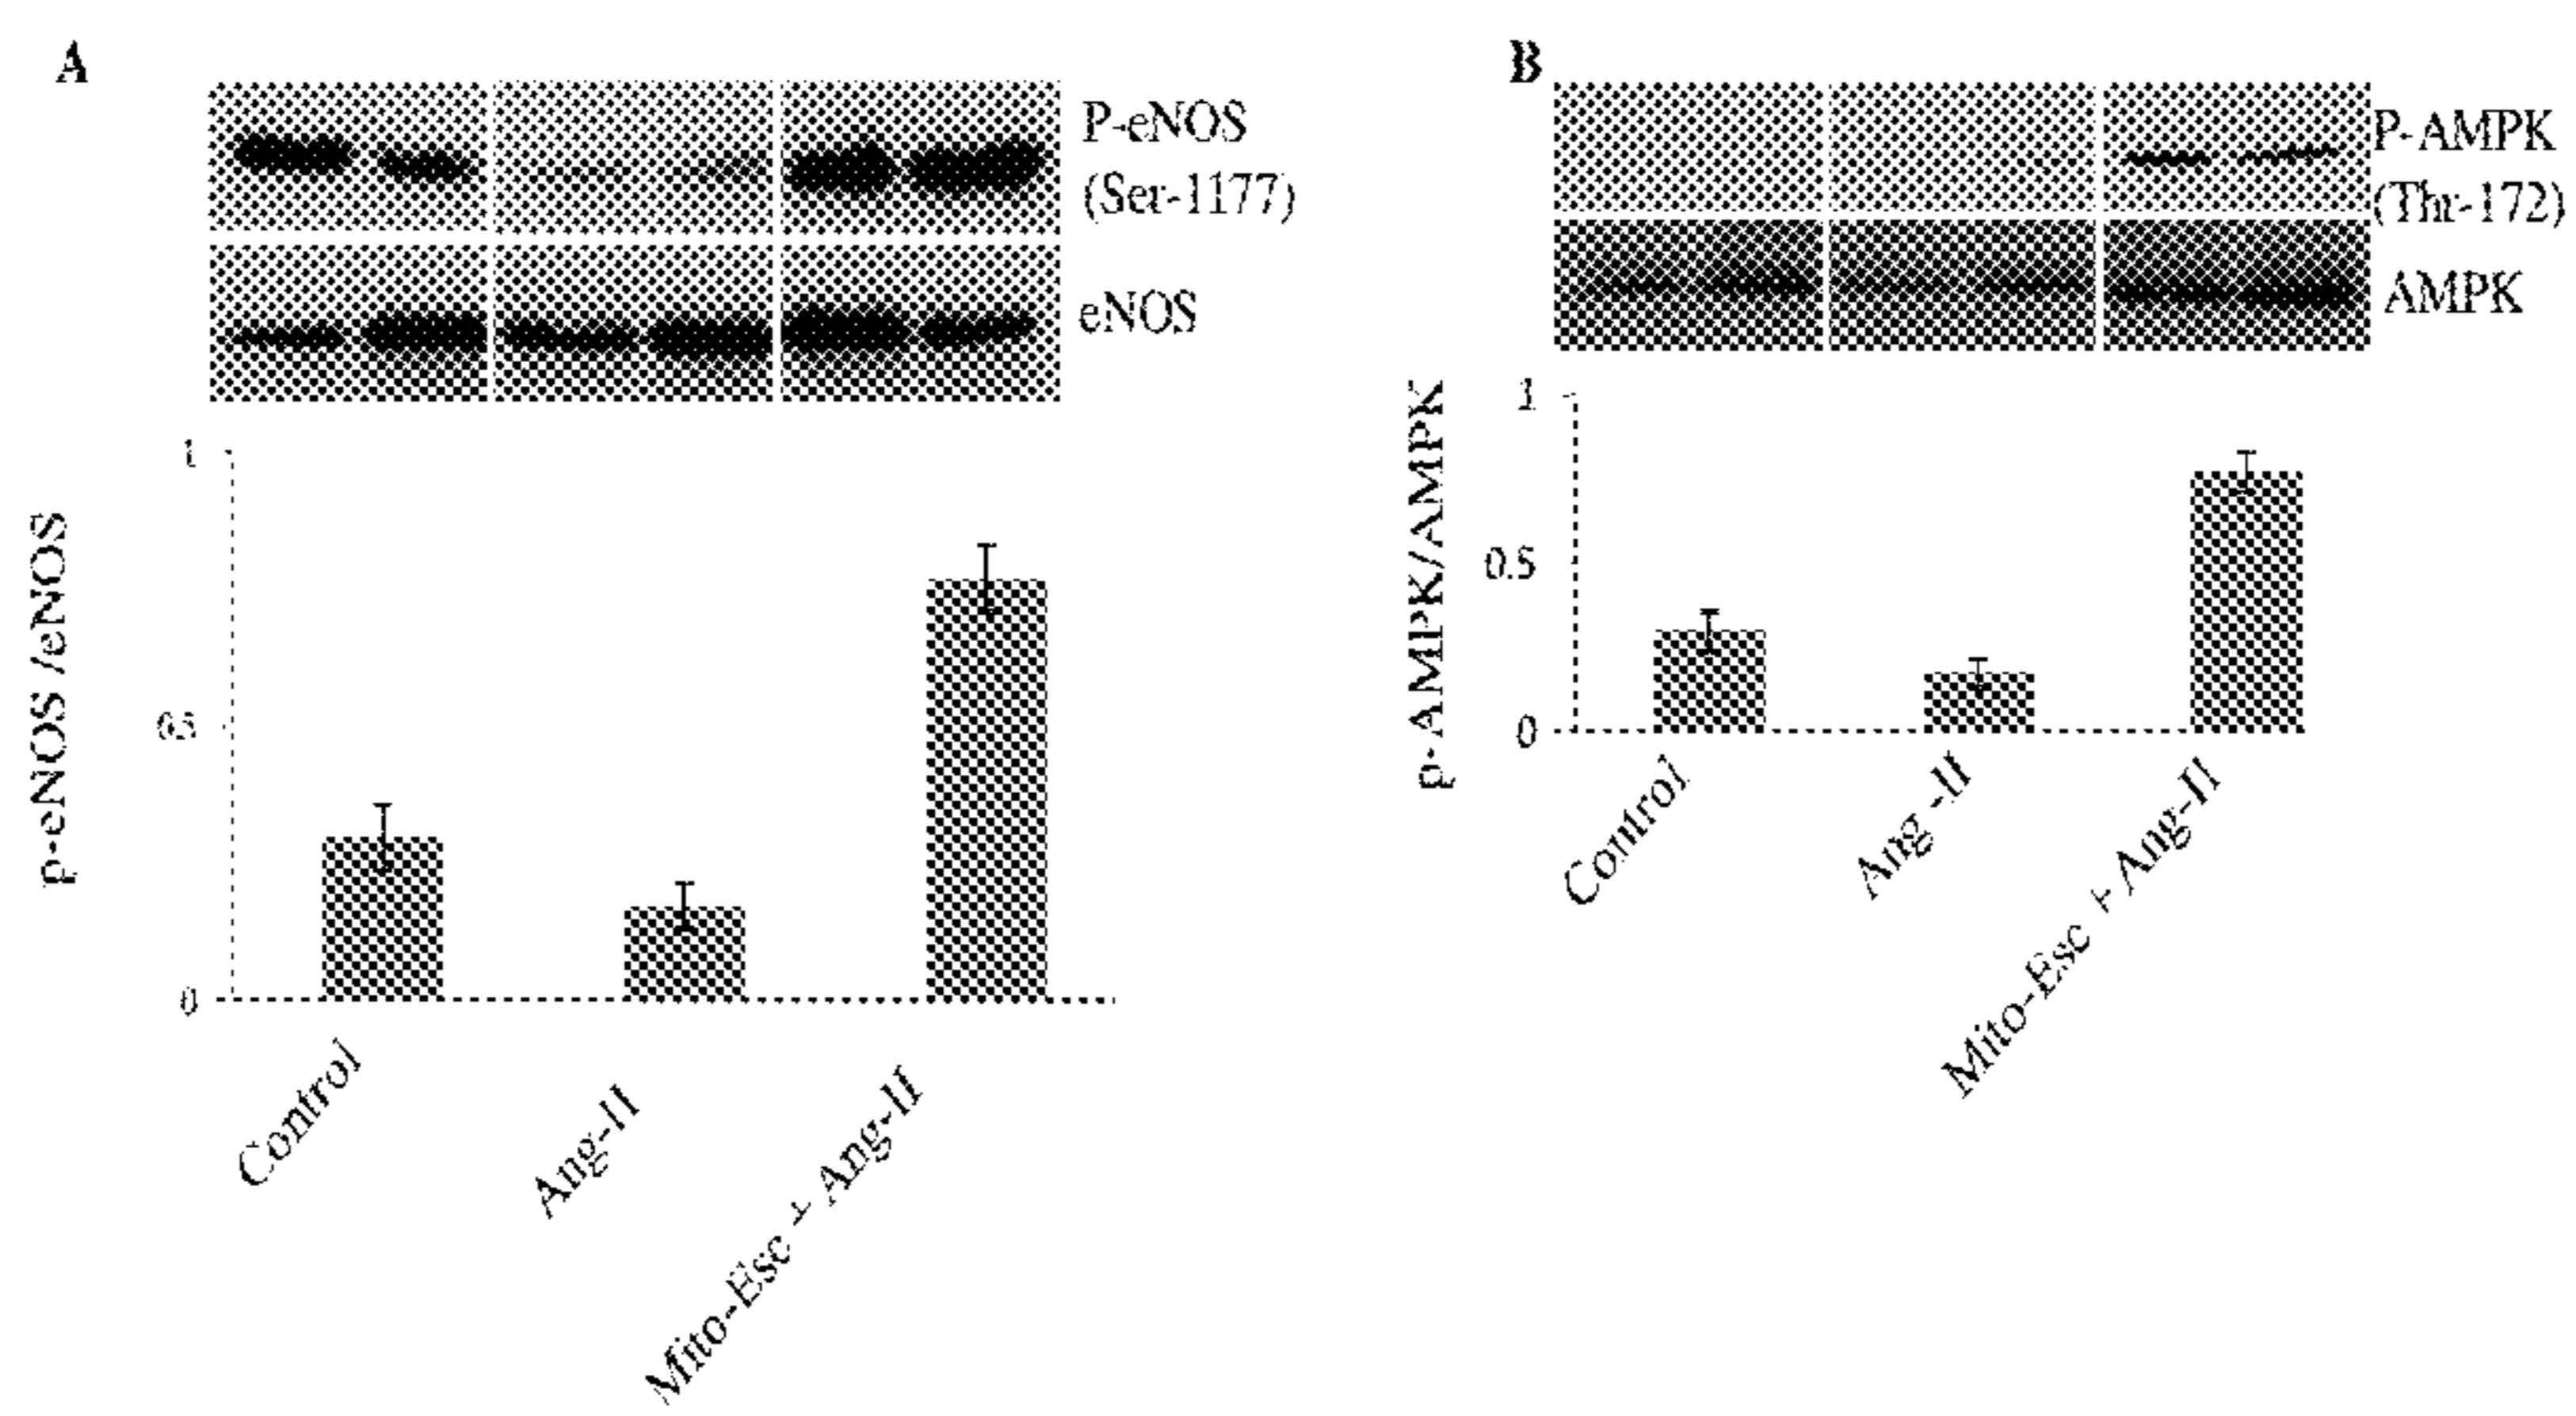 A
P-eNOS
(Ser-1177)
eNOS
p-eNOS /eNOS
1
0.5
0
Control
Ang-II
Mito-Esc + Ang-II
B
P-AMPK
(Thr-172)
AMPK
p-AMPK/AMPK
1
0.5
0
Control
Ang -II
Mito-Esc + Ang-II